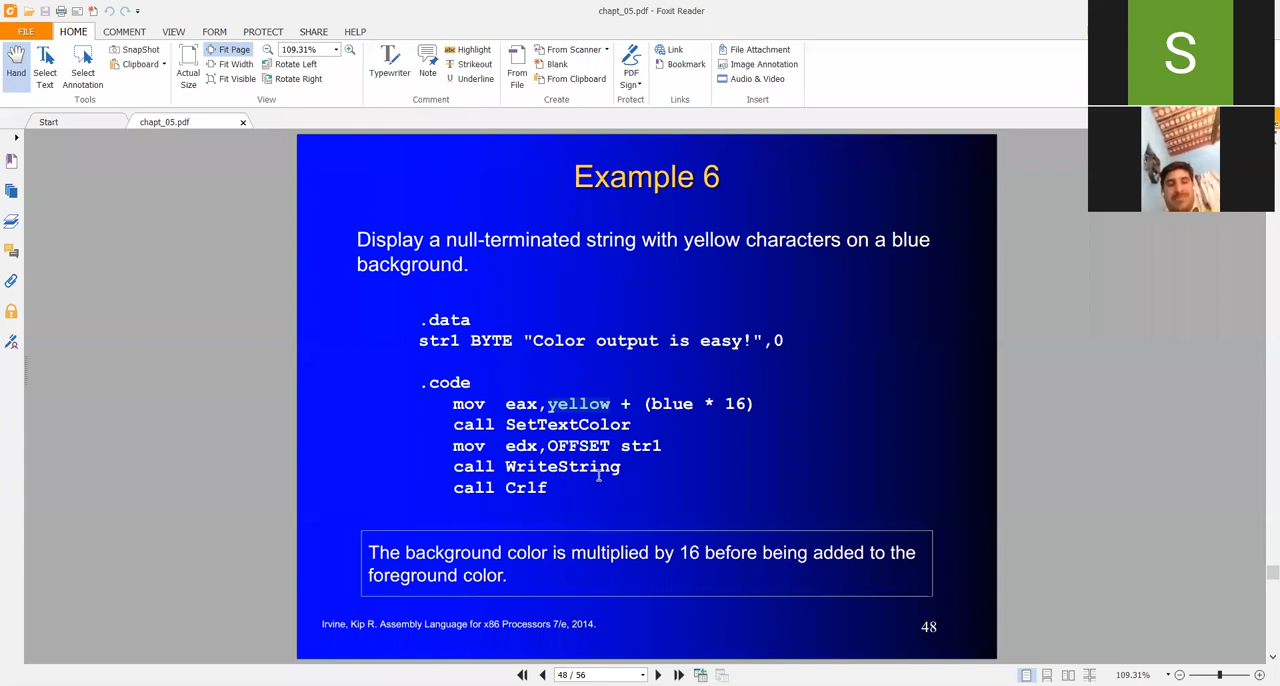 chapt_05.pdf - Foxit Reader
FILE HOME COMMENT VIEW FORM PROTECT SHARE HELP
Hand
Select Text
Select Annotation
SnapShot
Clipboard
Tools
Actual Size
Fit Page
Fit Width
Fit Visible
109.31%
Rotate Left
Rotate Right
View
Typewriter
Note
Highlight
Strikeout
Underline
Comment
From File
From Scanner
Blank
From Clipboard
Create
PDF Sign
Protect
Link
Bookmark
Links
File Attachment
Image Annotation
Audio & Video
Insert
S
Start
chapt_05.pdf
Example 6
Display a null-terminated string with yellow characters on a blue
background.
.data
str1 BYTE "Color output is easy!",0
.code
mov eax,yellow + (blue * 16)
call SetTextColor
mov edx,OFFSET str1
call WriteString
call Crlf
The background color is multiplied by 16 before being added to the
foreground color.
Irvine, Kip R. Assembly Language for x86 Processors 7/e, 2014.
48
48 / 56
109.31%